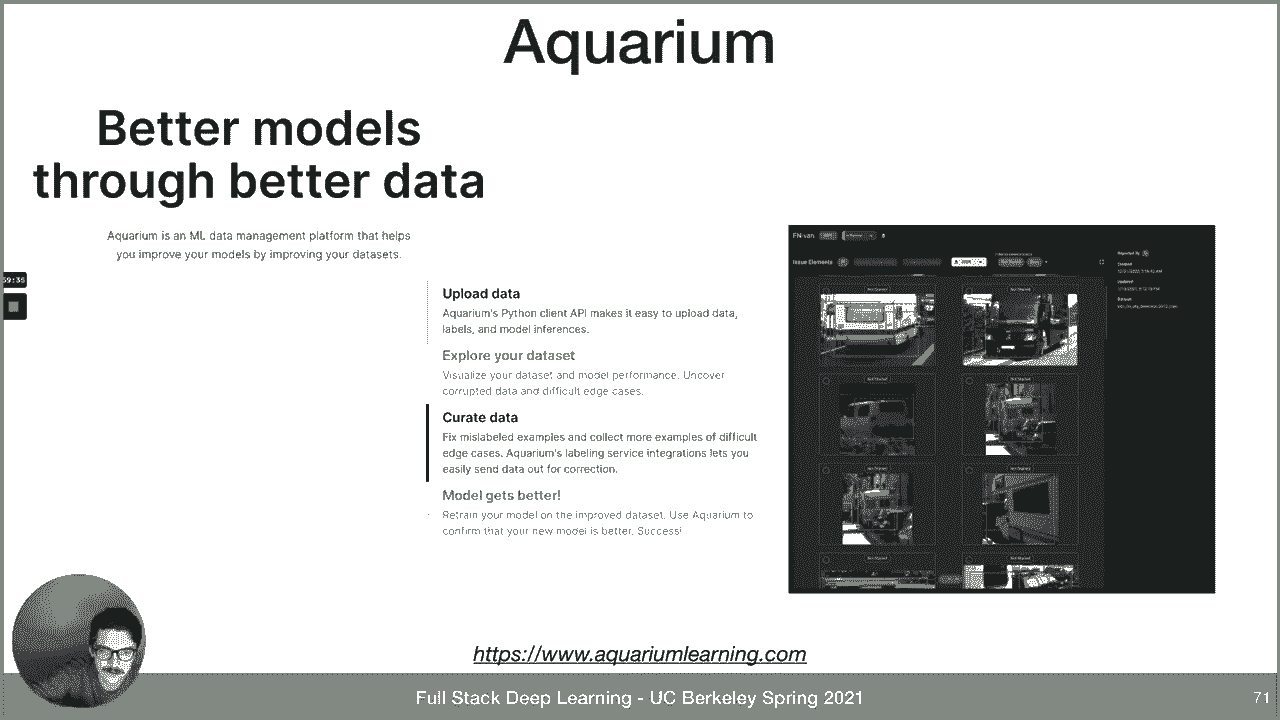 Aquarium
Better models
through better data
Aquarium is an ML data management platform that helps
you improve your models by improving your datasets.
Upload data
Aquarium's Python client API makes it easy to upload data,
labels, and model inferences.
Explore your dataset
Visualize your dataset and model performance. Uncover
corrupted data and difficult edge cases.
Curate data
Fix mislabeled examples and collect more examples of difficult
edge cases. Aquarium's labeling service integrations lets you
easily send data out for correction.
Model gets better!
Retrain your model on the improved dataset. Use Aquarium to
confirm that your new model is better. Success!
Issue Elements
https://www.aquariumlearning.com
Full Stack Deep Learning - UC Berkeley Spring 2021
71